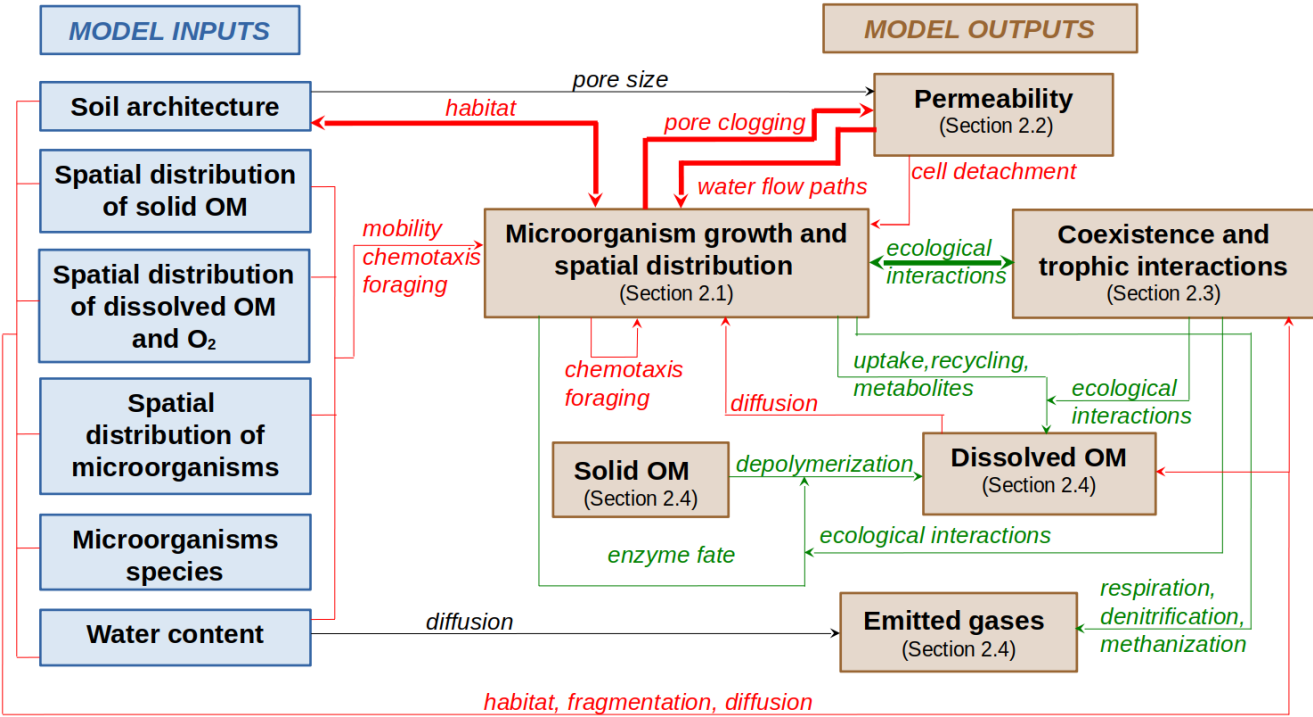 MODEL INPUTS
MODEL OUTPUTS
Soil architecture
pore size
habitat
pore clogging
Permeability
(Section 2.2)
water flow paths
cell detachment
Spatial distribution
of solid OM
mobility
chemotaxis
foraging
Microorganism growth and
spatial distribution
(Section 2.1)
ecological
interactions
Coexistence and
trophic interactions
(Section 2.3)
Spatial distribution
of dissolved OM
and O₂
chemotaxis
foraging
diffusion
uptake,recycling,
metabolites
ecological
interactions
Spatial
distribution of
microorganisms
Solid OM
(Section 2.4)
depolymerization
Dissolved OM
(Section 2.4)
Microorganisms
species
enzyme fate
ecological interactions
Water content
diffusion
Emitted gases
(Section 2.4)
respiration,
denitrification,
methanization
habitat, fragmentation, diffusion